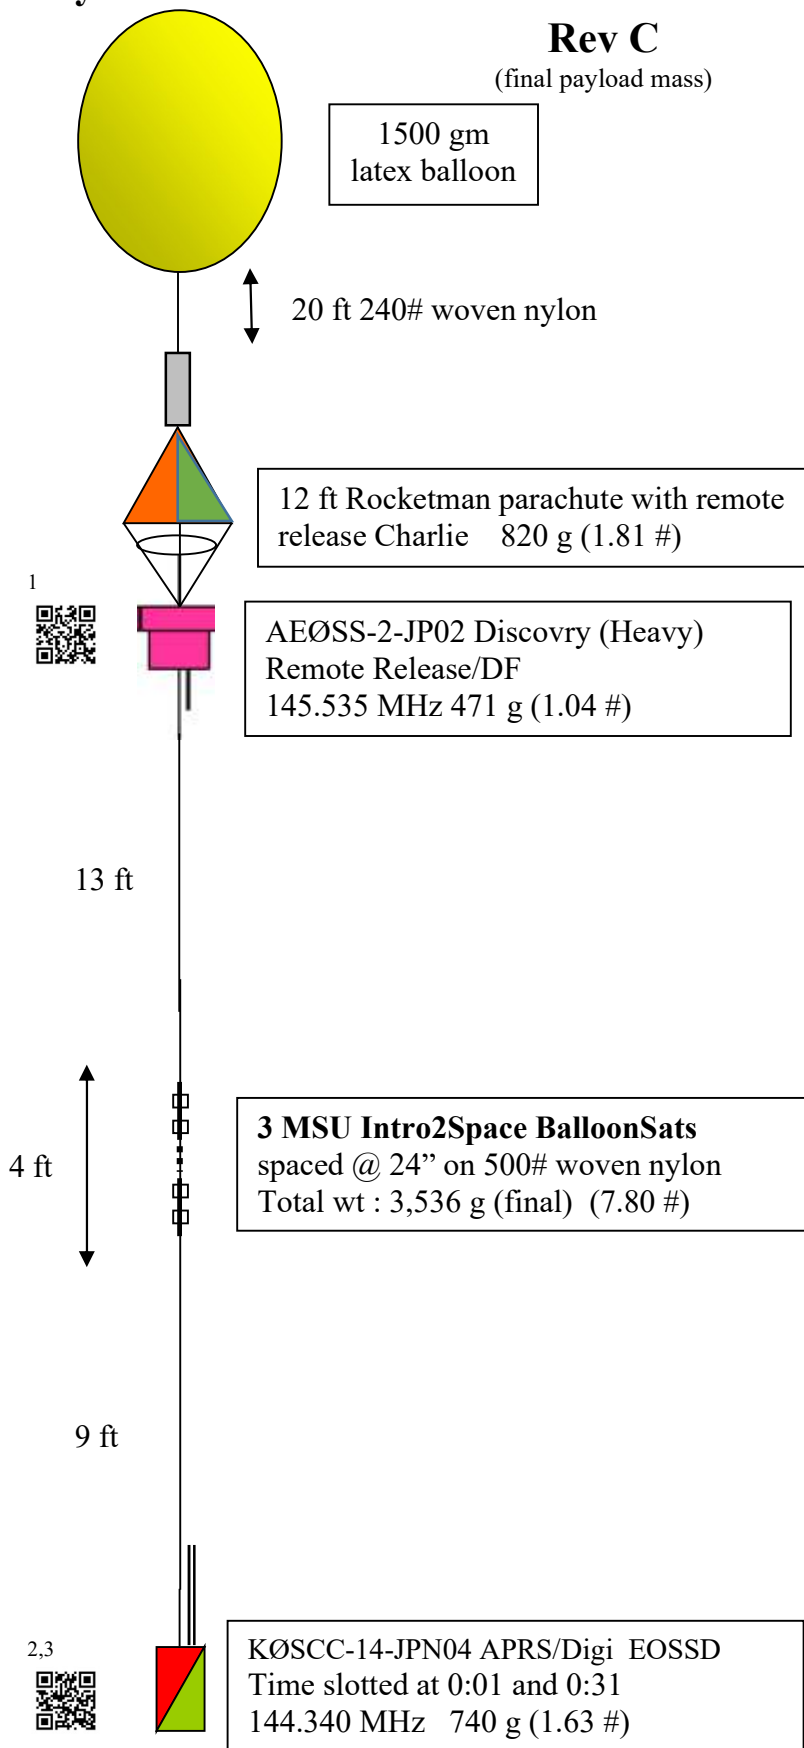 Rev C
(final payload mass)
1500 gm
latex balloon
20 ft 240# woven nylon
12 ft Rocketman parachute with remote
release Charlie 820 g (1.81 #)
1
AEØSS-2-JP02 Discovry (Heavy)
Remote Release/DF
145.535 MHz 471 g (1.04 #)
13 ft
4 ft
3 MSU Intro2Space BalloonSats
spaced @ 24” on 500# woven nylon
Total wt : 3,536 g (final) (7.80 #)
9 ft
2,3
KØSCC-14-JPN04 APRS/Digi EOSSD
Time slotted at 0:01 and 0:31
144.340 MHz 740 g (1.63 #)